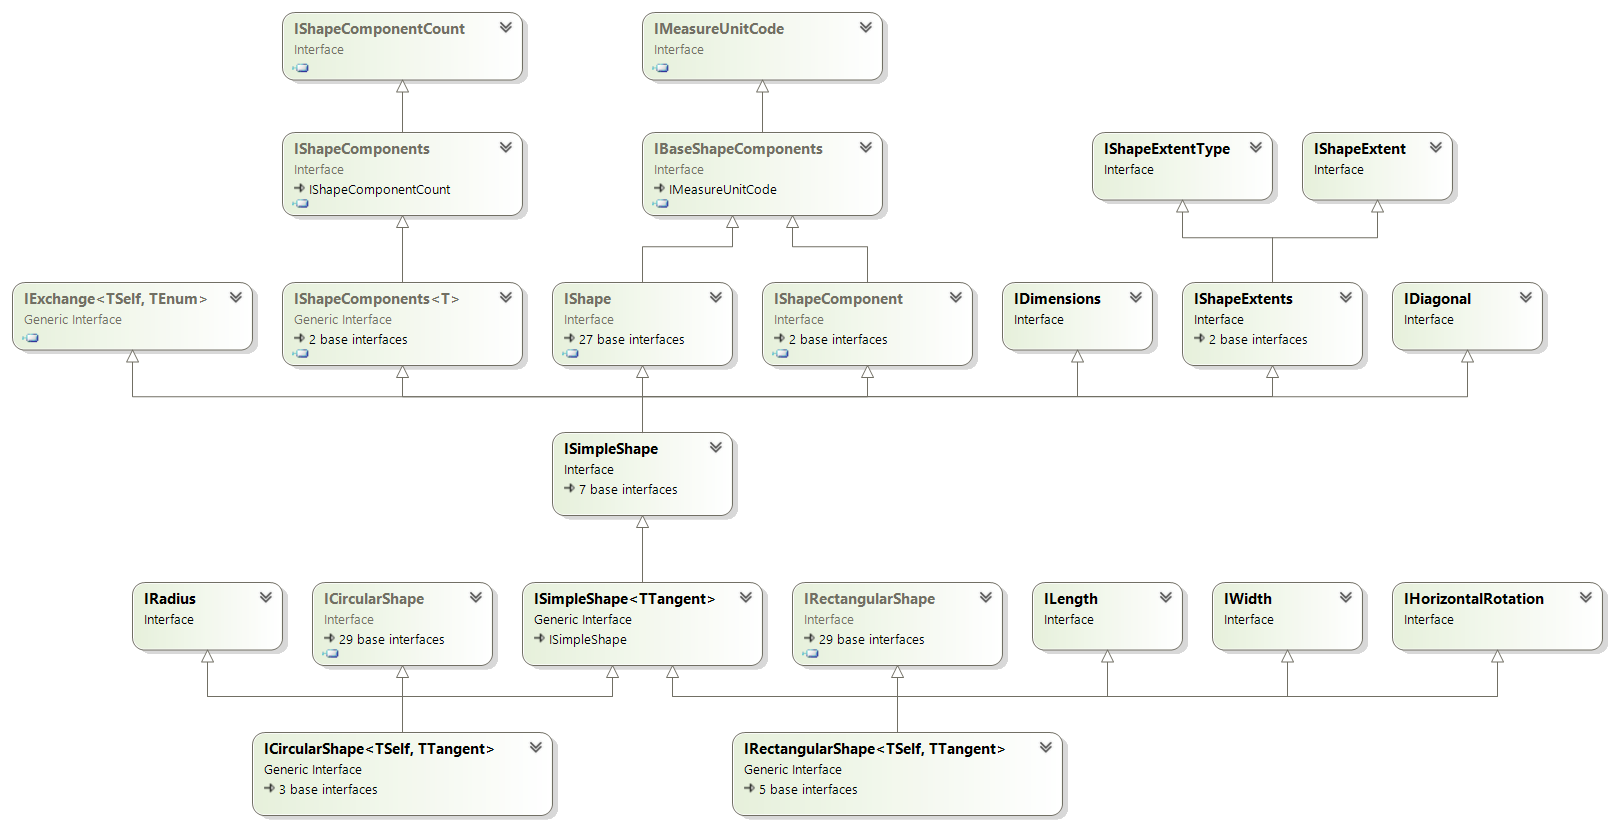 IShapeComponentCount
Interface
IMeasureUnitCode
Interface
IShapeComponents
Interface
IShapeComponentCount
IBaseShapeComponents
Interface
IMeasureUnitCode
IShapeExtentType
Interface
IShapeExtent
Interface
IExchange<TSelf, TEnum>
Generic Interface
IShapeComponents<T>
Generic Interface
2 base interfaces
IShape
Interface
27 base interfaces
IShapeComponent
Interface
2 base interfaces
IDimensions
Interface
IShapeExtents
Interface
2 base interfaces
IDiagonal
Interface
ISimpleShape
Interface
7 base interfaces
IRadius
Interface
ICircularShape
Interface
29 base interfaces
ISimpleShape<TTangent>
Generic Interface
ISimpleShape
IRectangularShape
Interface
29 base interfaces
ILength
Interface
IWidth
Interface
IHorizontalRotation
Interface
ICircularShape<TSelf, TTangent>
Generic Interface
3 base interfaces
IRectangularShape<TSelf, TTangent>
Generic Interface
5 base interfaces